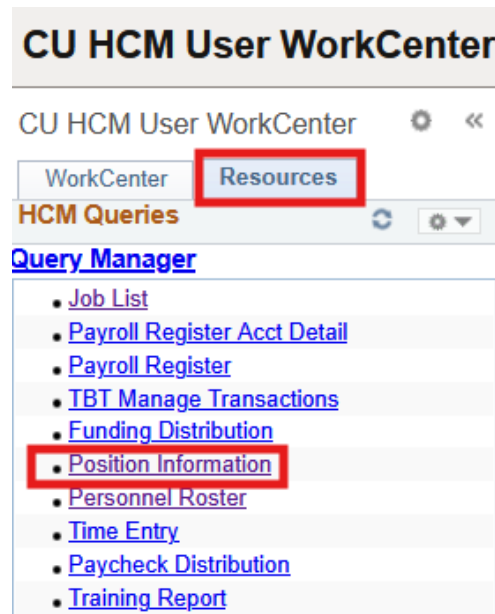 CU HCM User WorkCenter
CU HCM User WorkCenter
WorkCenter Resources
HCM Queries
Query Manager
Job List
Payroll Register Acct Detail
Payroll Register
TBT Manage Transactions
Funding Distribution
Position Information
Personnel Roster
Time Entry
Paycheck Distribution
Training Report